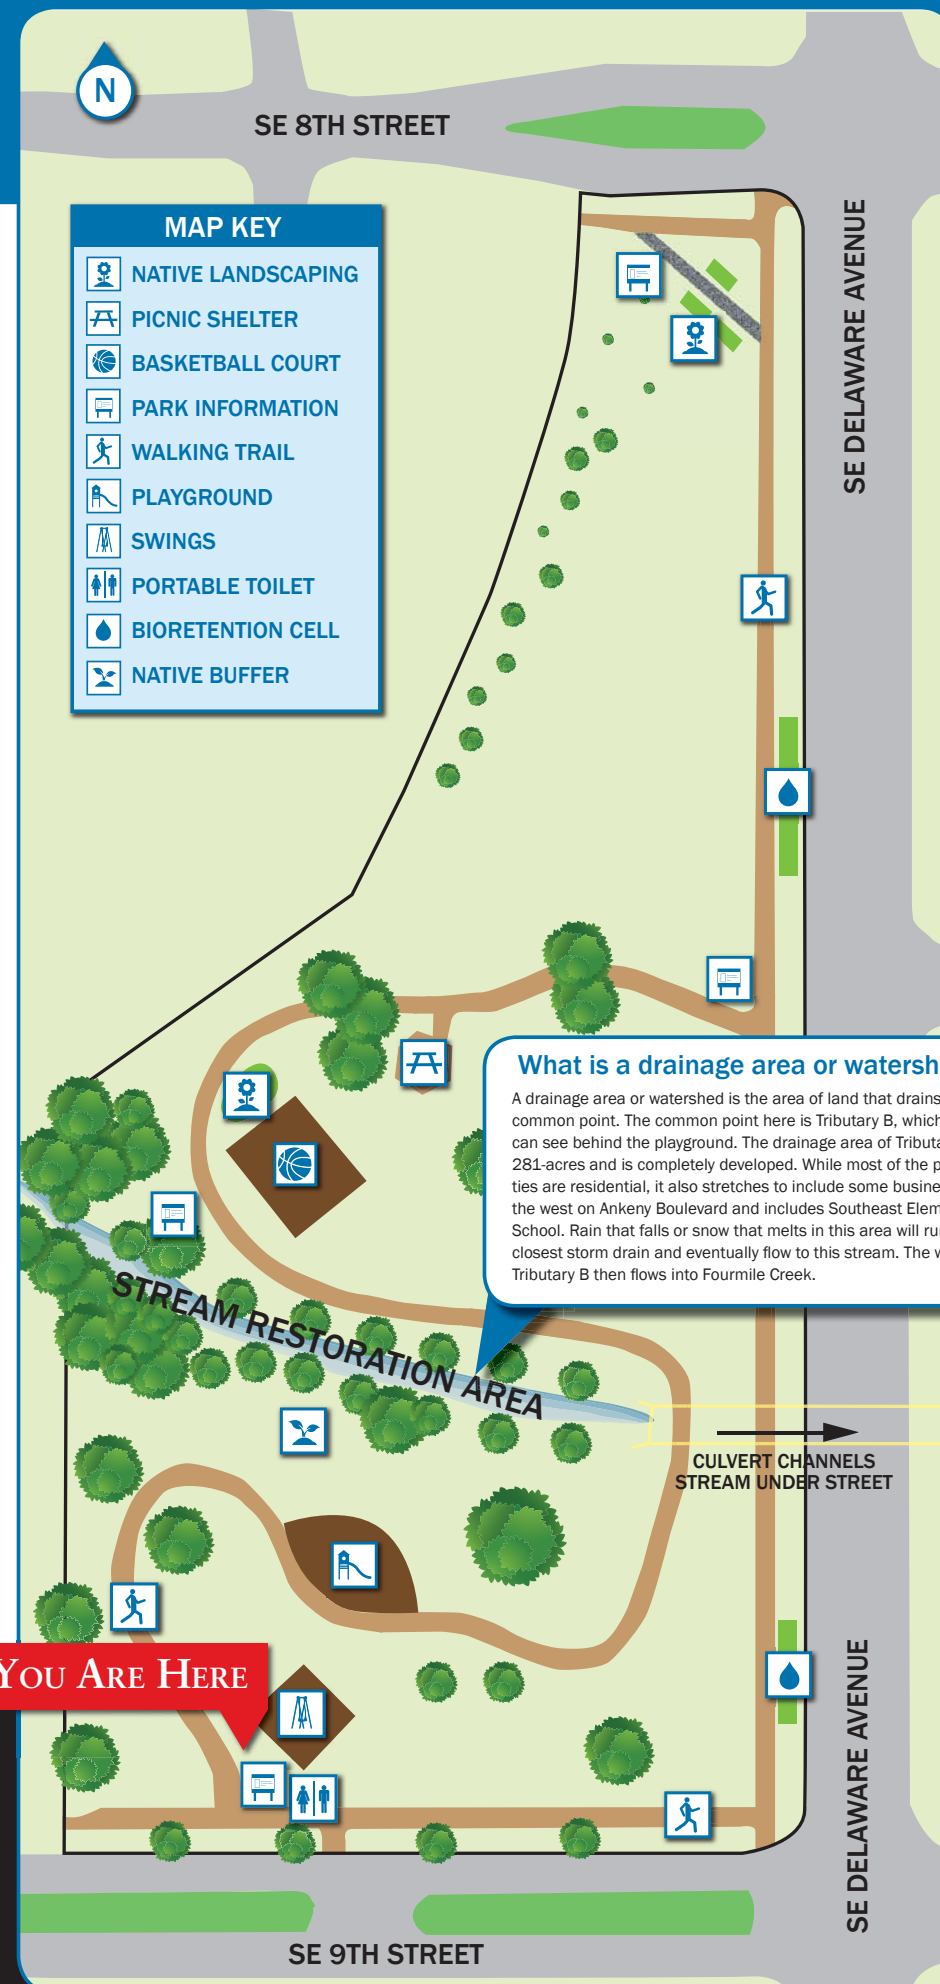 N
SE 8TH STREET
SE DELAWARE AVENUE
MAP KEY
NATIVE LANDSCAPING
PICNIC SHELTER
BASKETBALL COURT
PARK INFORMATION
WALKING TRAIL
PLAYGROUND
SWINGS
PORTABLE TOILET
BIORETENTION CELL
NATIVE BUFFER
What is a drainage area or watersh
A drainage area or watershed is the area of land that drains
common point. The common point here is Tributary B, which
can see behind the playground. The drainage area of Tributa
281-acres and is completely developed. While most of the p
ties are residential, it also stretches to include some busine
the west on Ankeny Boulevard and includes Southeast Elem
School. Rain that falls or snow that melts in this area will ru
closest storm drain and eventually flow to this stream. The w
Tributary B then flows into Fourmile Creek.
STREAM RESTORATION AREA
CULVERT CHANNELS
STREAM UNDER STREET
YOU ARE HERE
SE DELAWARE AVENUE
SE 9TH STREET